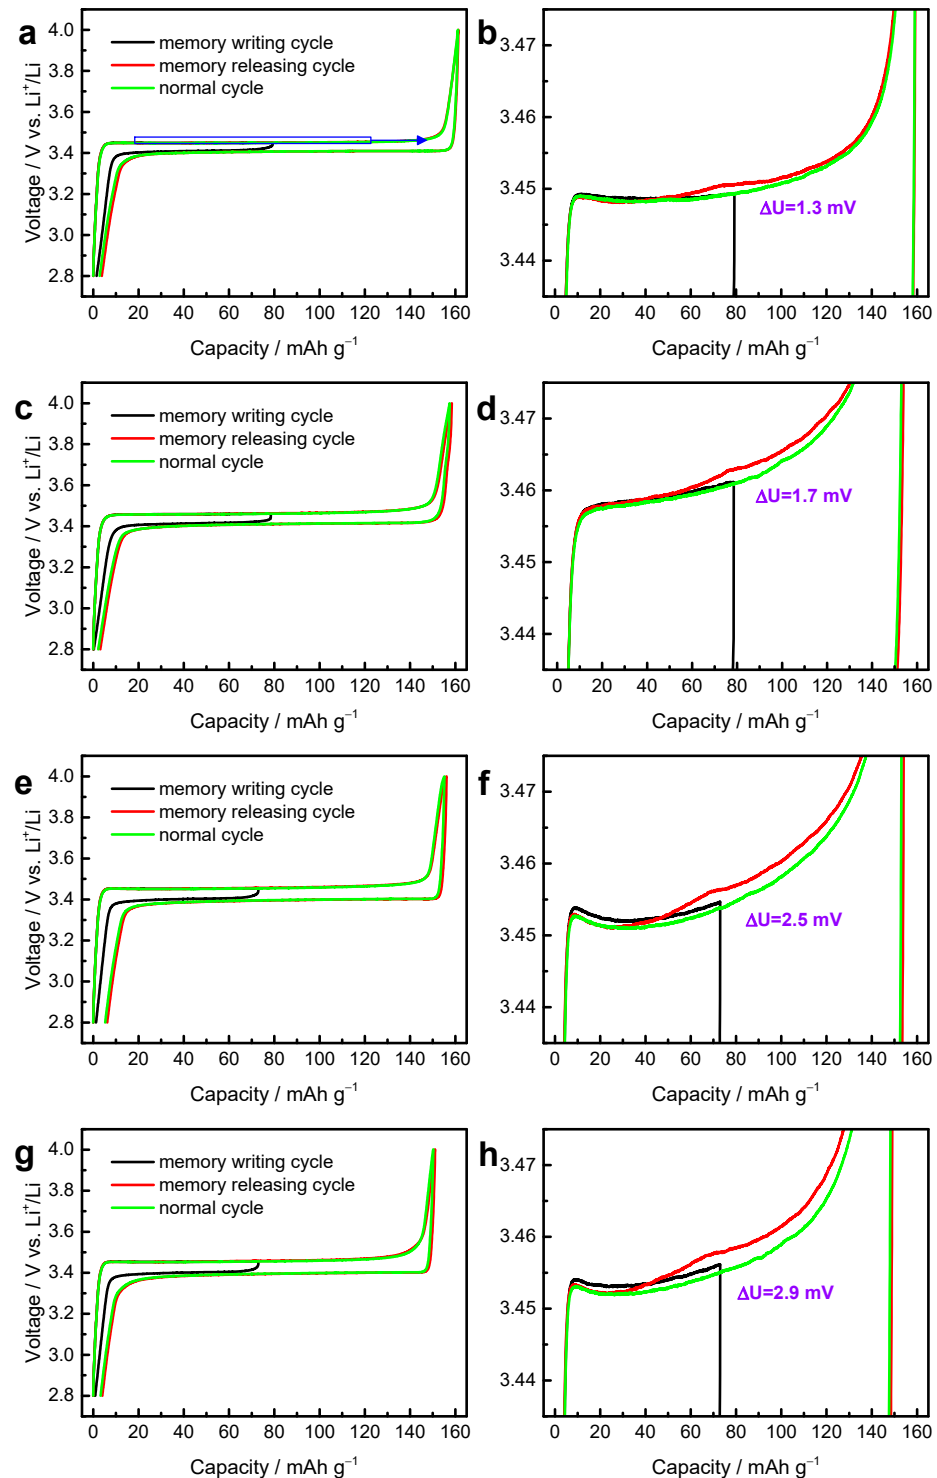 a
memory writing cycle
memory releasing cycle
normal cycle
Voltage / V vs. Li⁺/Li
4.0
3.8
3.6
3.4
3.2
3.0
2.8
0 20 40 60 80 100 120 140 160
Capacity / mAh g⁻¹
b
3.47
3.46
3.45
3.44
ΔU=1.3 mV
20 40 60 80 100 120 140 160
Capacity / mAh g⁻¹
c
memory writing cycle
memory releasing cycle
normal cycle
Voltage / V vs. Li⁺/Li
4.0
3.8
3.6
3.4
3.2
3.0
2.8
0 20 40 60 80 100 120 140 160
Capacity / mAh g⁻¹
d
3.47
3.46
3.45
3.44
ΔU=1.7 mV
0 20 40 60 80 100 120 140 160
Capacity / mAh g⁻¹
e
memory writing cycle
memory releasing cycle
normal cycle
Voltage / V vs. Li⁺/Li
4.0
3.8
3.6
3.4
3.2
3.0
2.8
0 20 40 60 80 100 120 140 160
Capacity / mAh g⁻¹
f
3.47
3.46
3.45
3.44
ΔU=2.5 mV
0 20 40 60 80 100 120 140 160
Capacity / mAh g⁻¹
g
memory writing cycle
memory releasing cycle
normal cycle
Voltage / V vs. Li⁺/Li
4.0
3.8
3.6
3.4
3.2
3.0
2.8
0 20 40 60 80 100 120 140 160
Capacity / mAh g⁻¹
h
3.47
3.46
3.45
3.44
ΔU=2.9 mV
0 20 40 60 80 100 120 140 160
Capacity / mAh g⁻¹